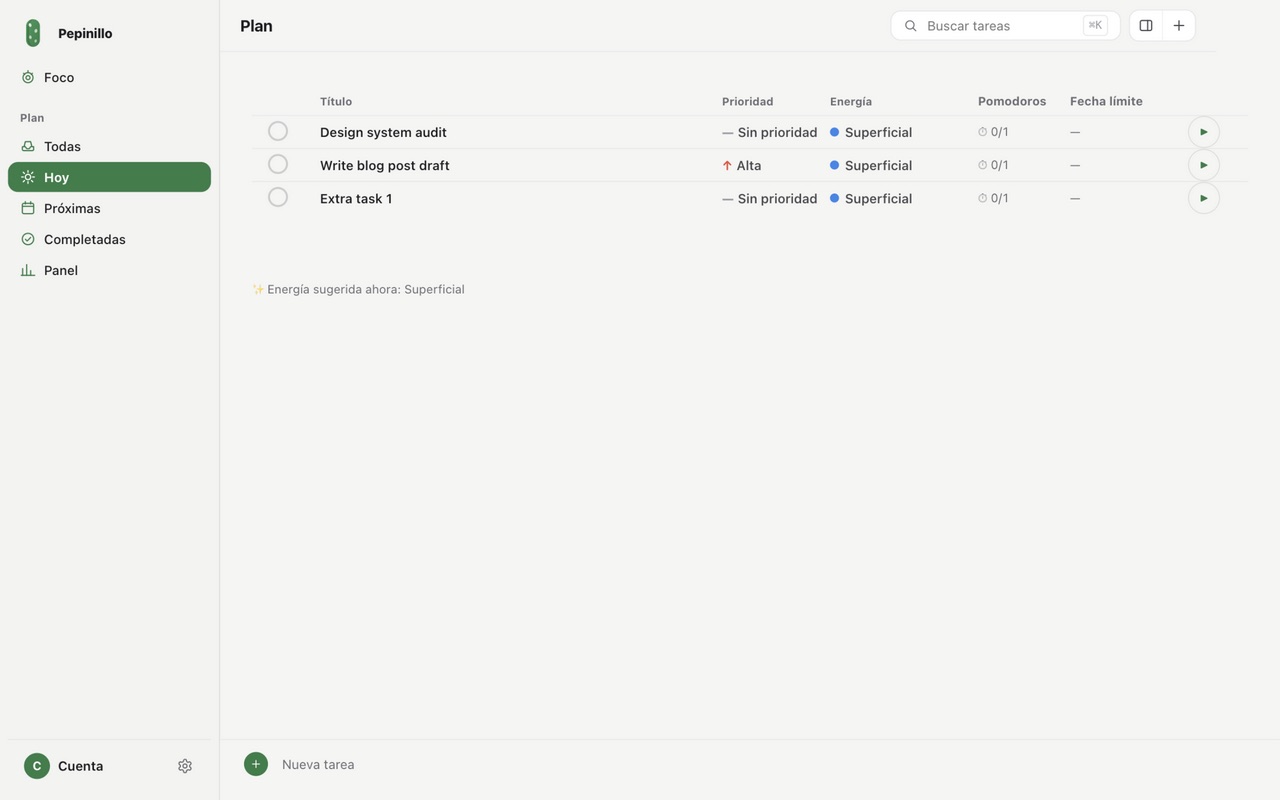 Pepinillo
Foco
Plan
Todas
Hoy
Próximas
Completadas
Panel
C Cuenta
Plan
Buscar tareas ⌘K
Título Prioridad Energía Pomodoros Fecha límite
Design system audit — Sin prioridad Superficial 0/1 —
Write blog post draft ↑ Alta Superficial 0/1 —
Extra task 1 — Sin prioridad Superficial 0/1 —
✨ Energía sugerida ahora: Superficial
Nueva tarea